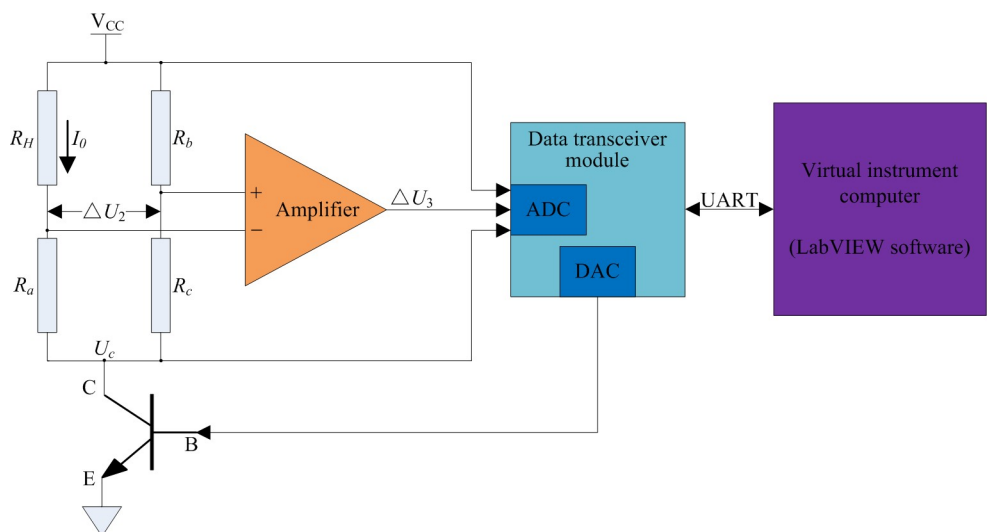 V_CC
R_H
I_0
R_b
△U_2
+
−
Amplifier
△U_3
R_a
R_c
U_c
C
B
E
Data transceiver
module
ADC
DAC
UART
Virtual instrument
computer
(LabVIEW software)